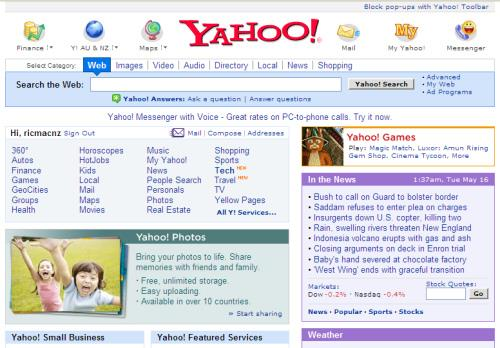 Block pop-ups with Yahoo! Toolbar
YAHOO!
Finance
Y! AU & NZ
Maps
Mail
My
My Yahoo!
Messenger
Select Category: Web Images Video Audio Directory Local News Shopping
Search the Web:
Yahoo! Search
• Advanced
• My Web
• Ad Programs
Yahoo! Answers: Ask a question | Answer questions
Yahoo! Messenger with Voice - Great rates on PC-to-phone calls. Try it now.
Hi, ricmacnz Sign Out
Mail | Compose | Addresses
360° Horoscopes Music Shopping
Autos HotJobs My Yahoo! Sports
Finance Kids News Tech NEW
Games Local People Search Travel NEW
GeoCities Mail Personals TV
Groups Maps Photos Yellow Pages
Health Movies Real Estate All Y! Services...
Yahoo! Photos
Bring your photos to life. Share
memories with friends and family.
· Free, unlimited storage.
· Easy uploading.
· Available in over 10 countries.
» Start sharing
Yahoo! Small Business
Yahoo! Featured Services
Yahoo! Games
Play: Magic Match, Luxor: Amun Rising
Gem Shop, Cinema Tycoon, More
In the News 1:37am, Tue May 16
• Bush to call on Guard to bolster border
• Saddam refuses to enter plea on charges
• Insurgents down U.S. copter, killing two
• Rain, swelling rivers threaten New England
• Indonesia volcano erupts with gas and ash
• Closing arguments on deck in Enron trial
• Baby's hand severed at chocolate factory
• 'West Wing' ends with graceful transition
Markets:
Dow -0.2% · Nasdaq -0.4%
Stock Quotes:
Go
News · Popular · Sports · Stocks
Weather